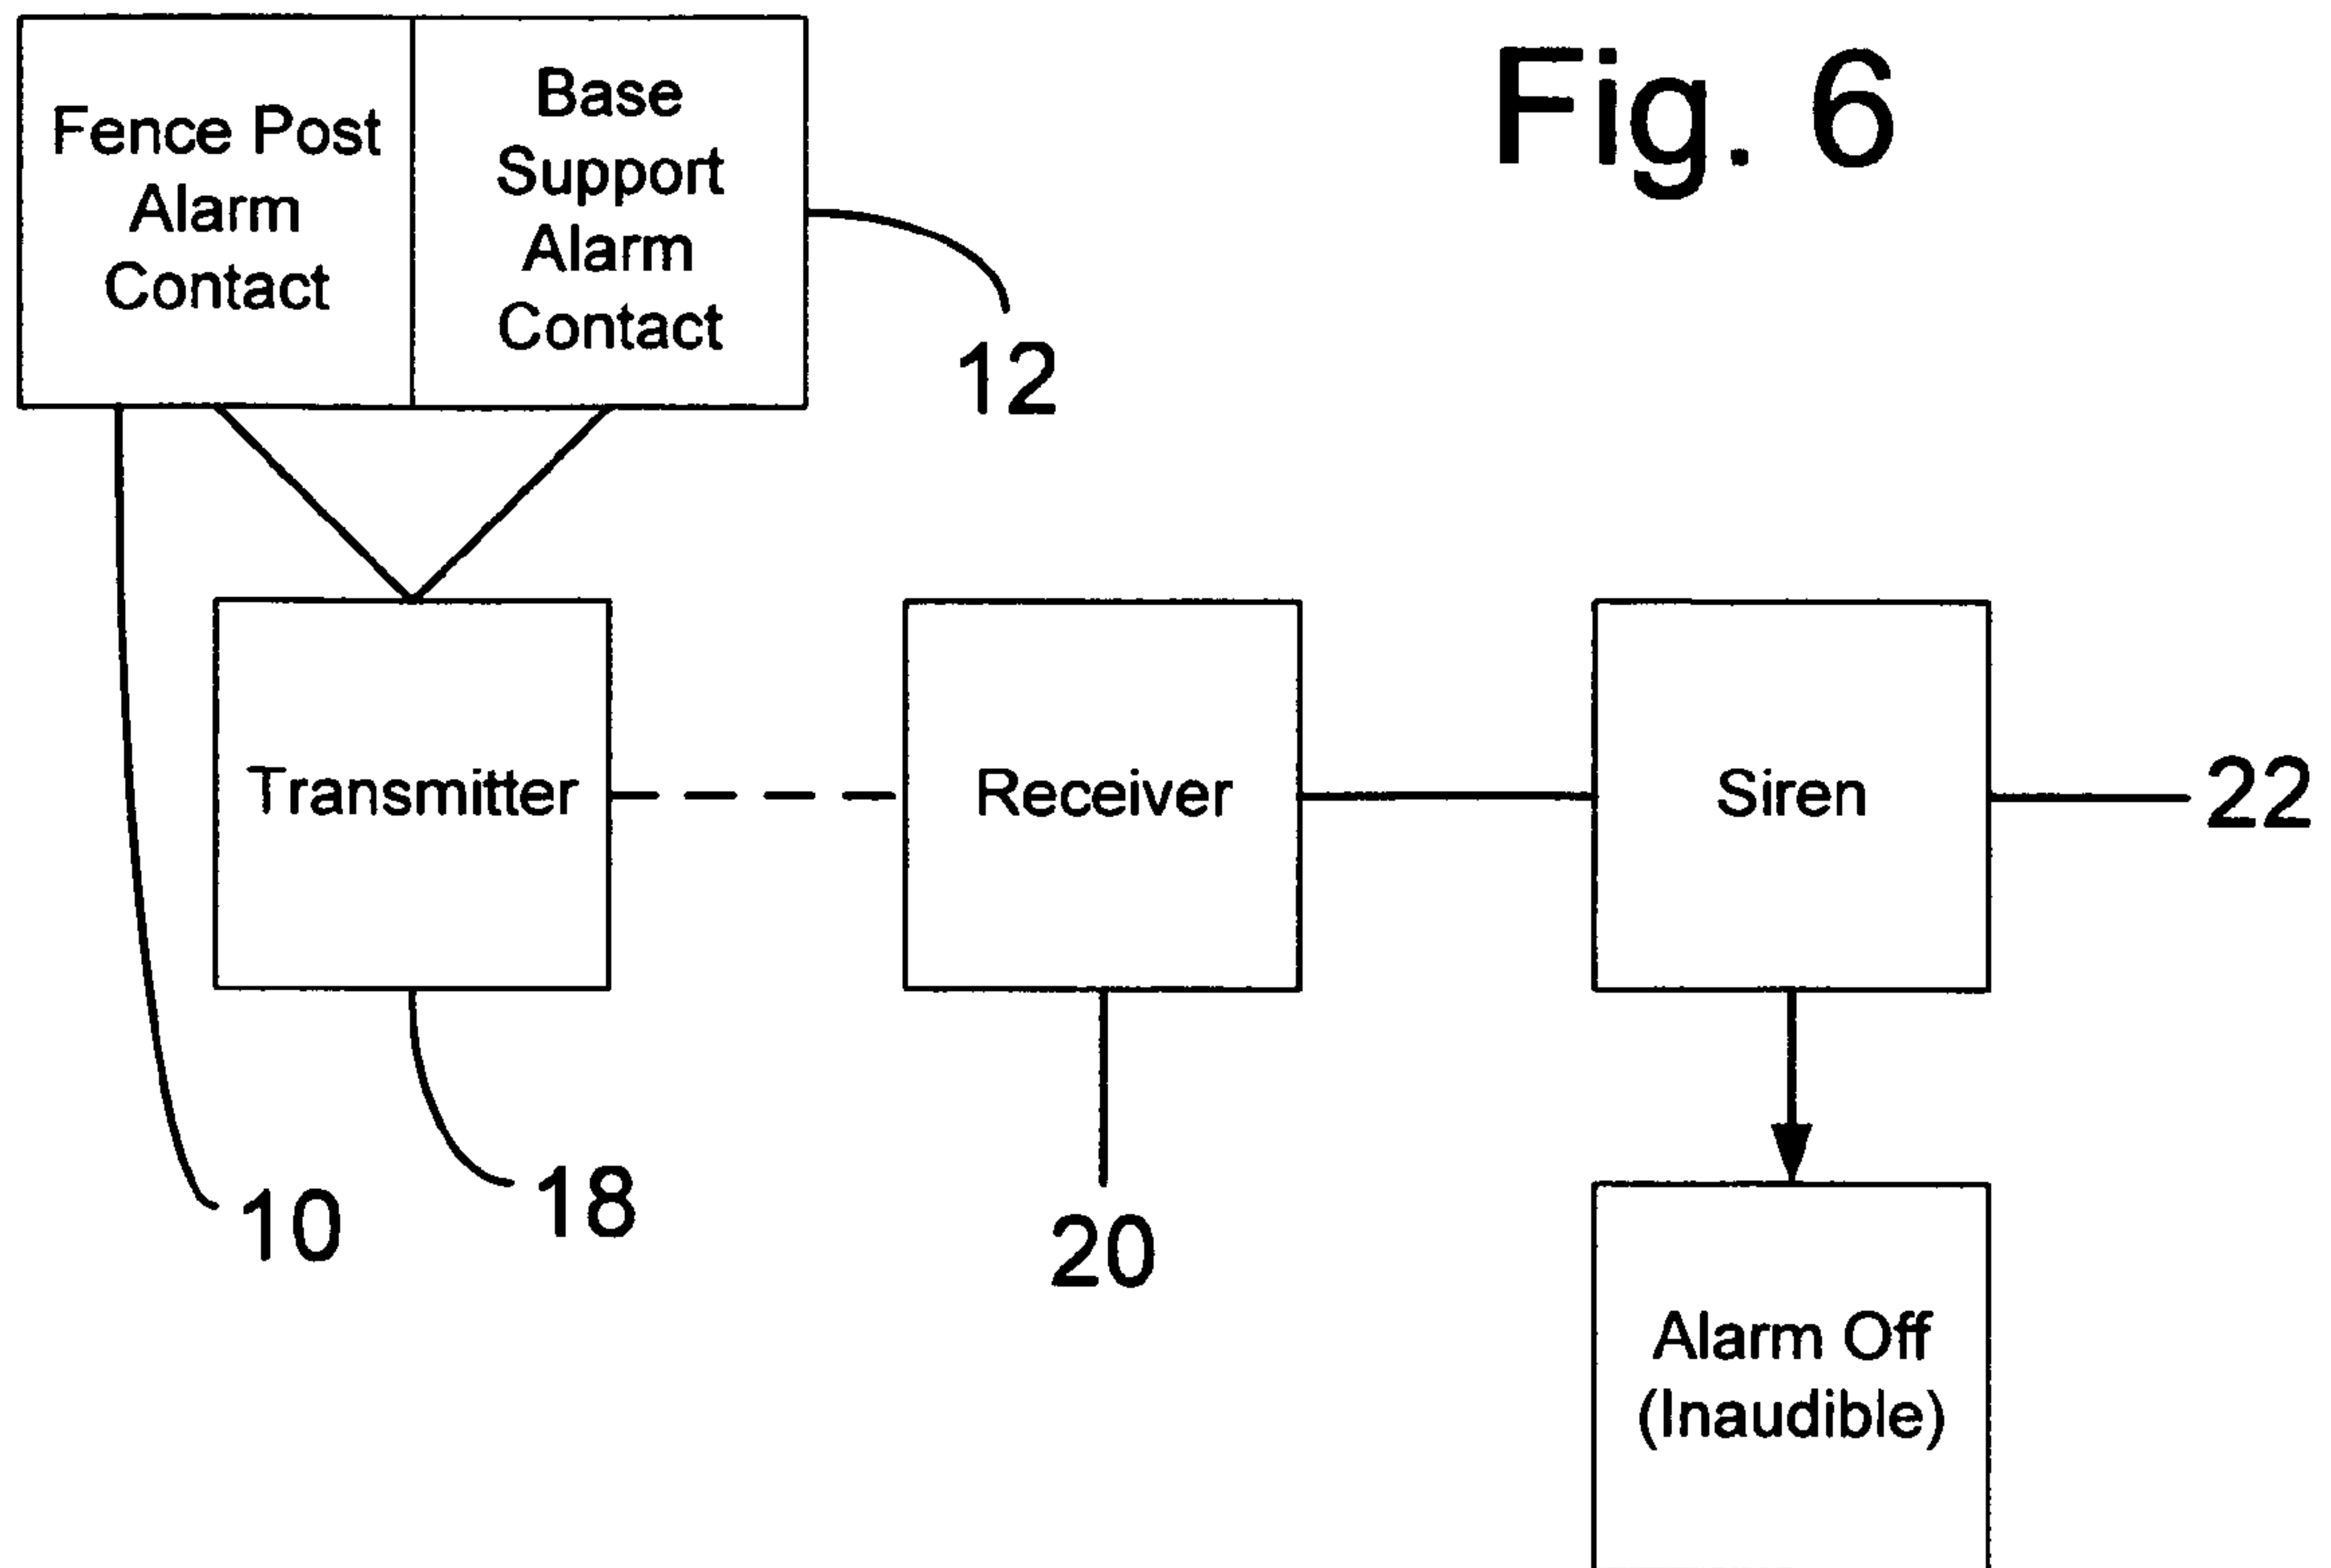 Fig. 6
Fence Post
Alarm
Contact
Base
Support
Alarm
Contact
12
Transmitter
Receiver
Siren
22
10
18
20
Alarm Off
(Inaudible)